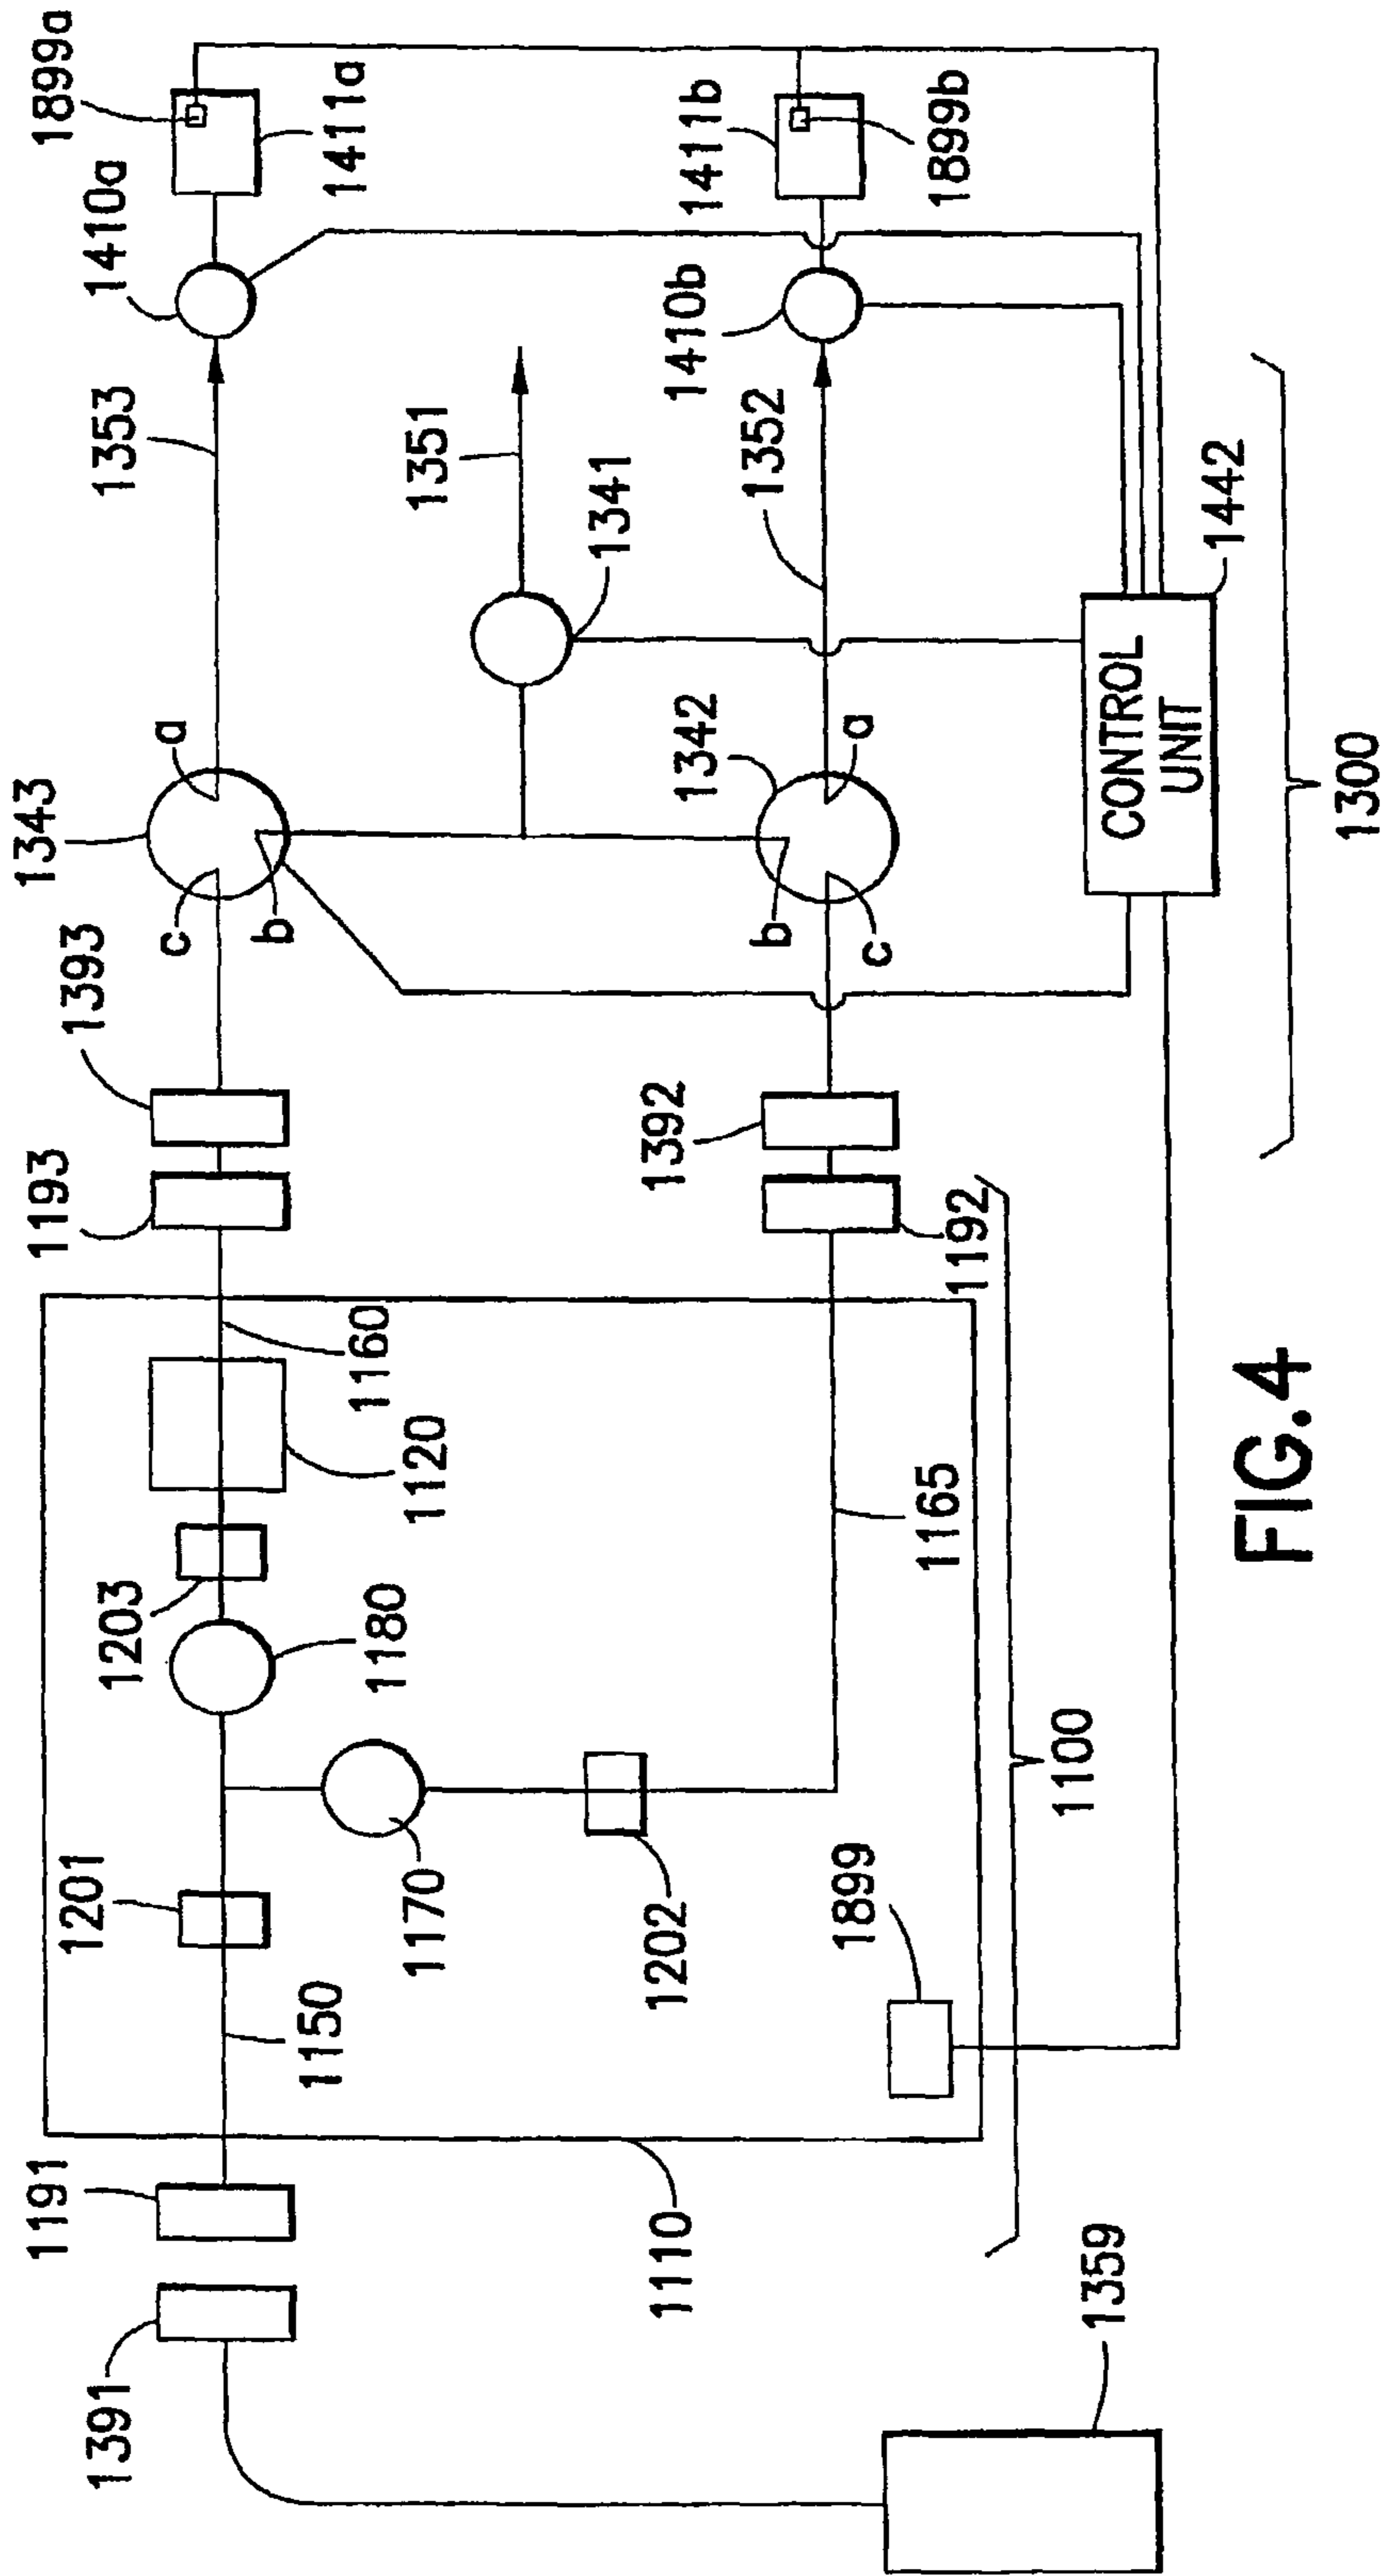 1899a
1410a
1411a
1353
1343
a
c
b
1393
1193
1351
1341
1411b
1899b
1410b
1352
1342
a
b
c
1392
1192
1442
CONTROL
UNIT
1300
1160
1120
1203
1180
1165
1201
1170
1202
1150
1899
1100
1191
1391
1110
1359
FIG.4